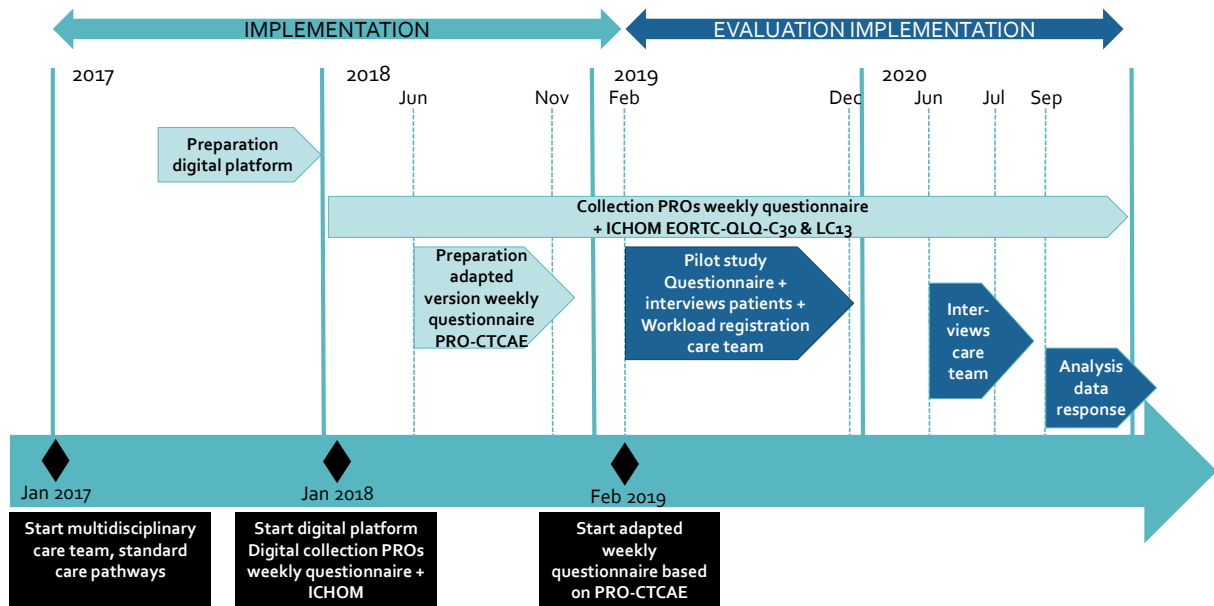 IMPLEMENTATION
EVALUATION IMPLEMENTATION
2017
2018
2019
2020
Jun
Nov
Feb
Dec
Jun
Jul
Sep
Preparation
digital platform
Collection PROs weekly questionnaire
+ ICHOM EORTC-QLQ-C30 & LC13
Preparation
adapted
version weekly
questionnaire
PRO-CTCAE
Pilot study
Questionnaire +
interviews patients +
Workload registration
care team
Inter-
views
care
team
Analysis
data
response
Jan 2017
Jan 2018
Feb 2019
Start multidisciplinary
care team, standard
care pathways
Start digital platform
Digital collection PROs
weekly questionnaire +
ICHOM
Start adapted
weekly
questionnaire based
on PRO-CTCAE